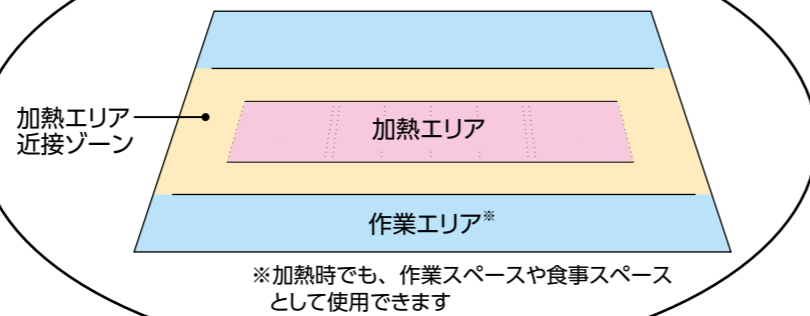 加熱エリア
近接ゾーン
加熱エリア
作業エリア※
※加熱時でも、作業スペースや食事スペース
として使用できます